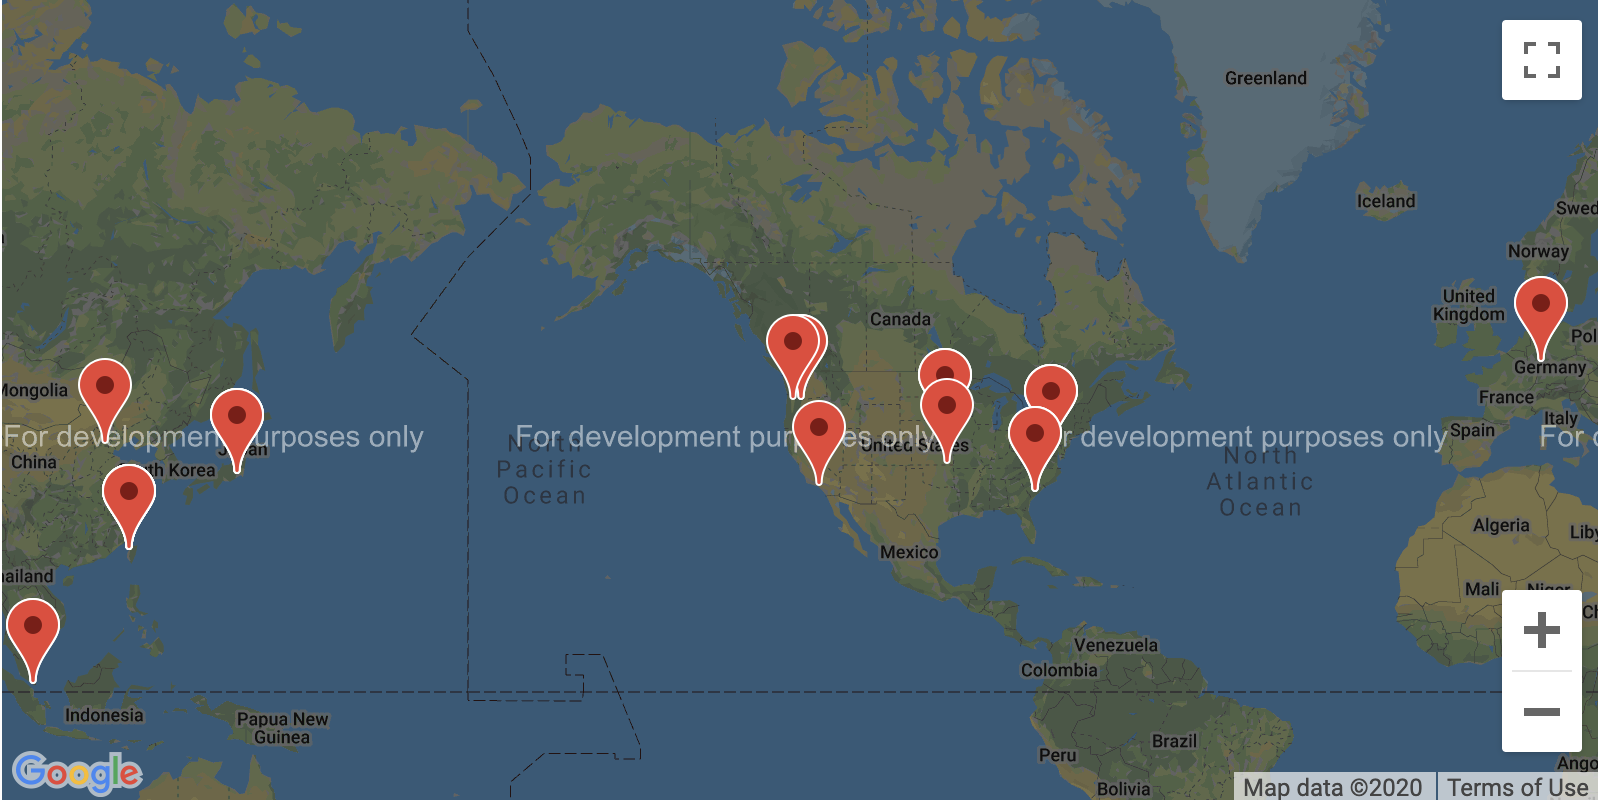 Greenland
Iceland
Swed
Norway
United
Kingdom
Canada
Pol
Germany
Mongolia
France
Italy
Spain
For development purposes only
For development purposes only
For development purposes only
For d
Japan
China
South Korea
North
Pacific
Ocean
United States
North
Atlantic
Ocean
Algeria
Liby
Mexico
ailand
Mali
Niger
Ch
Venezuela
Colombia
Indonesia
Papua New
Guinea
Peru
Brazil
Ango
Bolivia
Google
Map data ©2020
Terms of Use